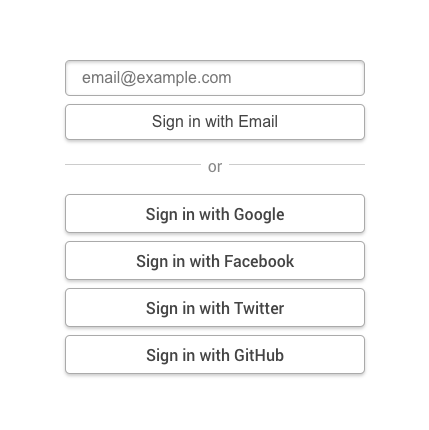 email@example.com
Sign in with Email
or
Sign in with Google
Sign in with Facebook
Sign in with Twitter
Sign in with GitHub